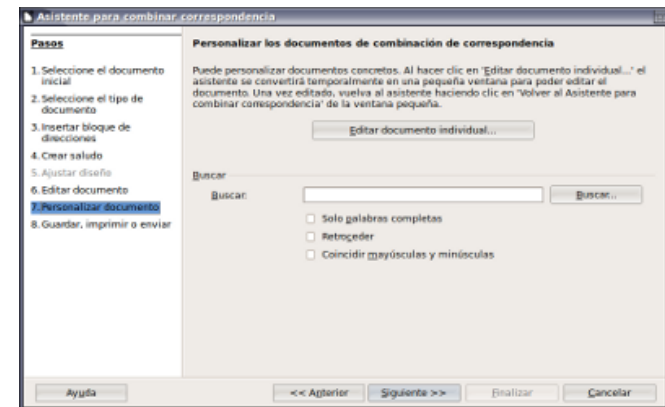 Asistente para combinar correspondencia
Pasos
1. Seleccione el documento
inicial
2. Seleccione el tipo de
documento
3. Insertar bloque de
direcciones
4. Crear saludo
5. Ajustar diseño
6. Editar documento
7. Personalizar documento
8. Guardar, imprimir o enviar
Personalizar los documentos de combinación de correspondencia
Puede personalizar documentos concretos. Al hacer clic en 'Editar documento individual...' el
asistente se convertirá temporalmente en una pequeña ventana para poder editar el
documento. Una vez editado, vuelva al asistente haciendo clic en 'Volver al Asistente para
combinar correspondencia' de la ventana pequeña.
Editar documento individual...
Buscar
Buscar:
Buscar...
Solo palabras completas
Retroceder
Coincidir mayúsculas y minúsculas
Ayuda
<< Anterior
Siguiente >>
Finalizar
Cancelar